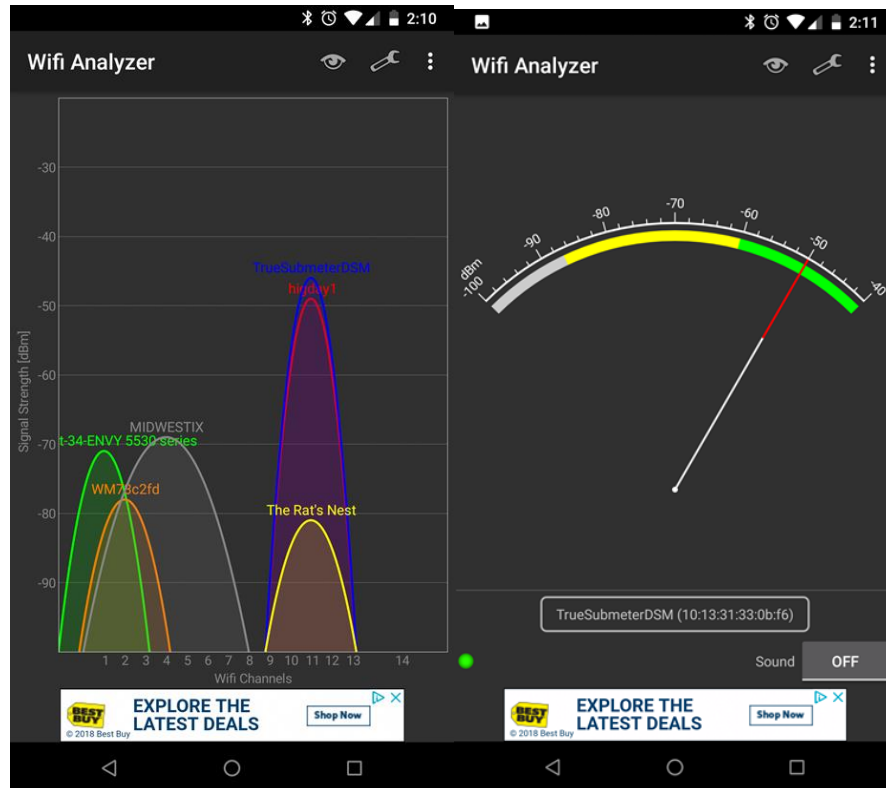 2:10
Wifi Analyzer
-30
-40
-50
-60
-70
-80
-90
Signal Strength [dBm]
TrueSubmeterDSM
MIDWESTIX
t-34-ENVY 5530 series
WM73c2fd
The Rat's Nest
1 2 3 4 5 6 7 8 9 10 11 12 13 14
Wifi Channels
BEST
BUY
© 2018 Best Buy
EXPLORE THE
LATEST DEALS
Shop Now
2:11
Wifi Analyzer
dBm
-100
-90
-80
-70
-60
-50
-40
TrueSubmeterDSM (10:13:31:33:0b:f6)
Sound OFF
BEST
BUY
© 2018 Best Buy
EXPLORE THE
LATEST DEALS
Shop Now